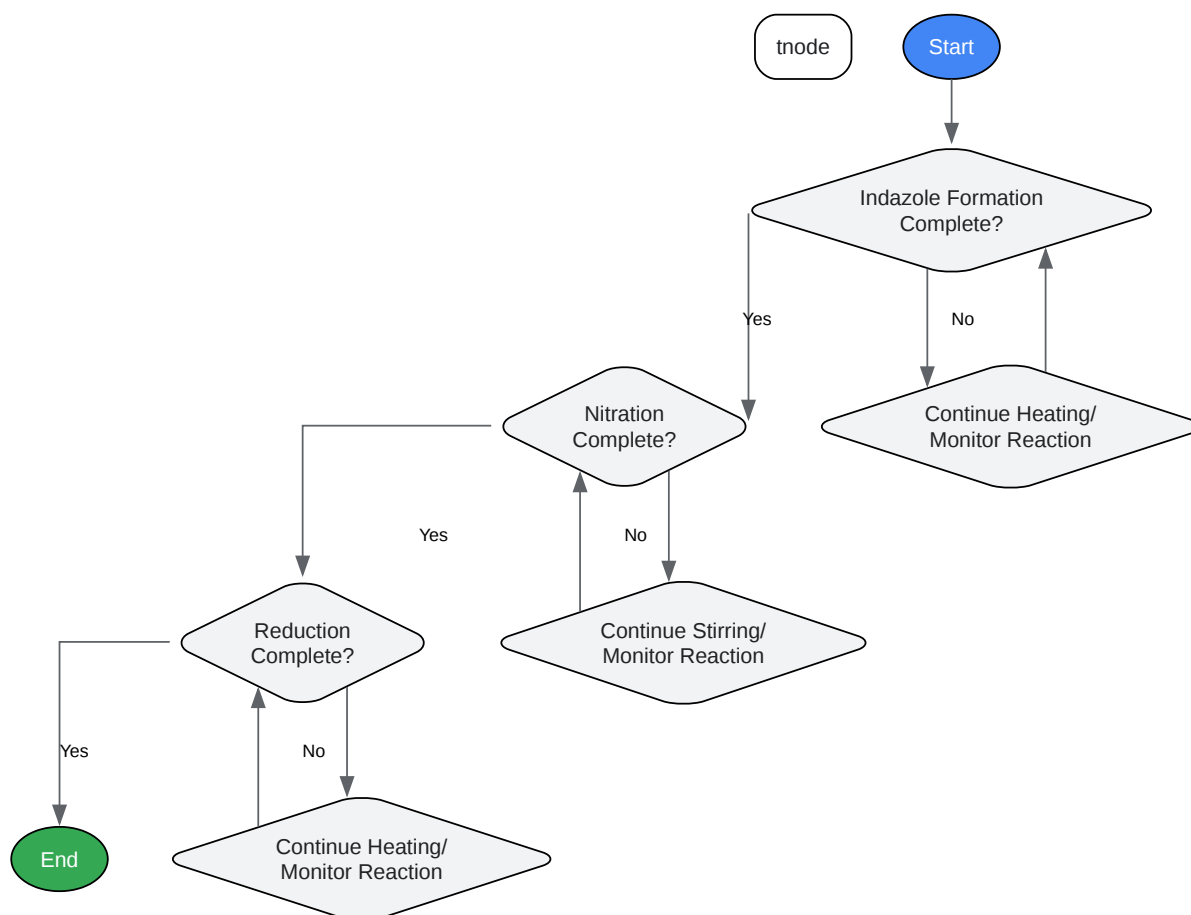 tnode
Start
Indazole Formation
Complete?
Yes
No
Nitration
Complete?
Continue Heating/
Monitor Reaction
Yes
No
Reduction
Complete?
Continue Stirring/
Monitor Reaction
Yes
No
End
Continue Heating/
Monitor Reaction